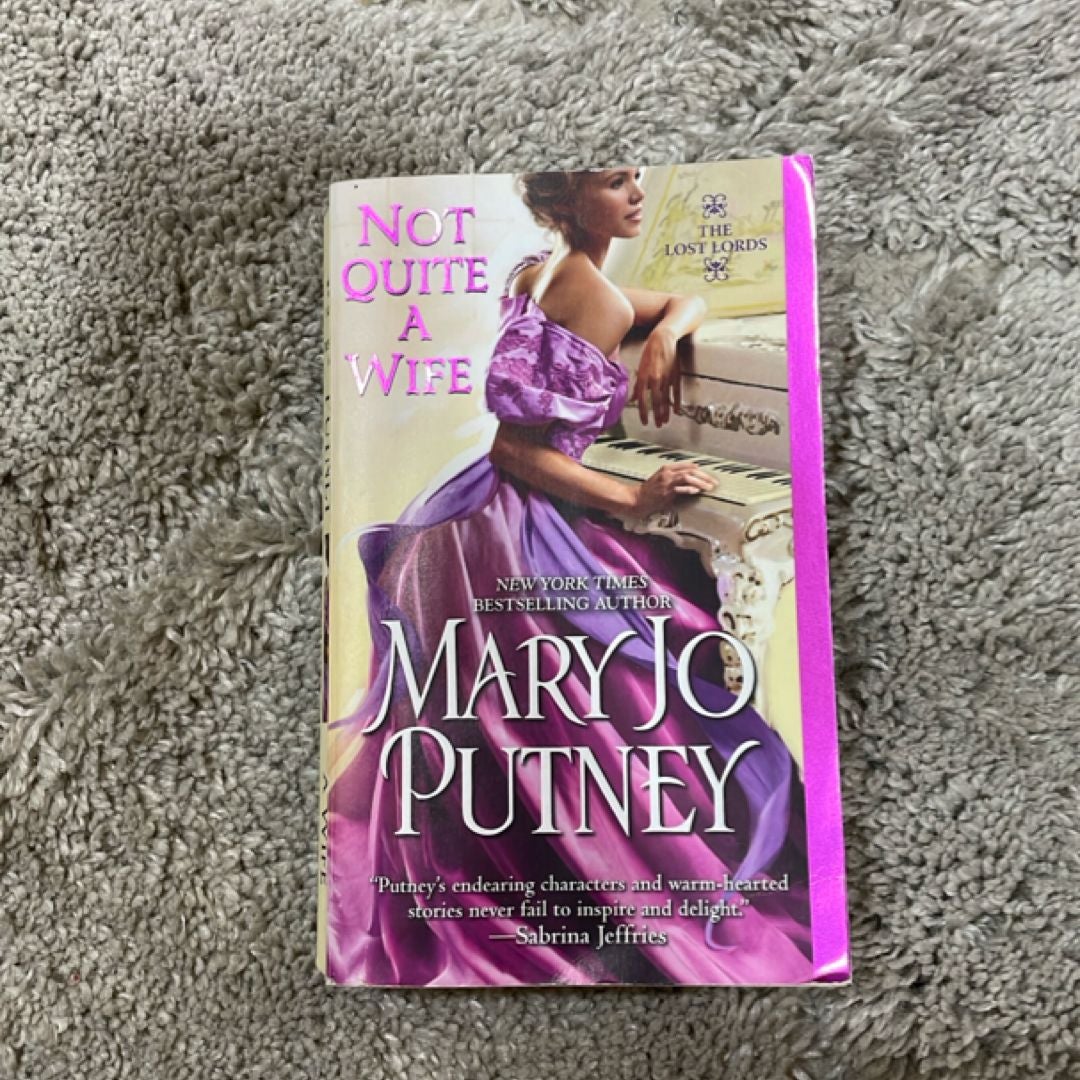 NOT
QUITE
A
WIFE
THE
LOST LORDS
NEW YORK TIMES
BESTSELLING AUTHOR
MARY JO
PUTNEY
“Putney’s endearing characters and warm-hearted
stories never fail to inspire and delight.”
—Sabrina Jeffries